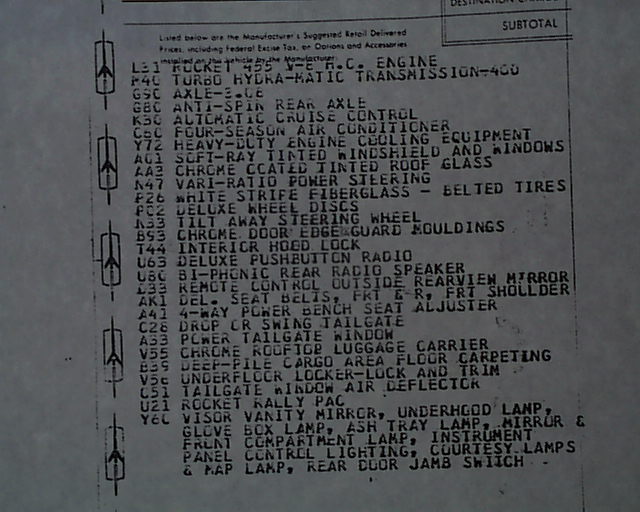 SUBTOTAL
Listed below are the Manufacturer's Suggested Retail Delivered
Prices, including Federal Excise Tax, or Options and Accessories
installed on this vehicle by the Manufacturer
L31 ROCKET 455 V-8 H.C. ENGINE
M40 TURBO HYDRA-MATIC TRANSMISSION-400
G9C AXLE-3.08
G80 ANTI-SPIN REAR AXLE
K30 AUTOMATIC CRUISE CONTROL
C60 FOUR-SEASON AIR CONDITIONER
Y72 HEAVY-DUTY ENGINE COOLING EQUIPMENT
A01 SOFT-RAY TINTED WINDSHIELD AND WINDOWS
AA3 CHROME COATED TINTED ROOF GLASS
N47 VARI-RATIO POWER STEERING
P26 WHITE STRIPE FIBERGLASS - BELTED TIRES
P02 DELUXE WHEEL DISCS
N33 TILT AWAY STEERING WHEEL
B93 CHROME DOOR EDGE GUARD MOULDINGS
T44 INTERIOR HOOD LOCK
U63 DELUXE PUSHBUTTON RADIO
U80 BI-PHONIC REAR RADIO SPEAKER
D33 REMOTE CONTROL OUTSIDE REARVIEW MIRROR
AK1 DEL. SEAT BELTS, FRT & R, FRT SHOULDER
A41 4-WAY POWER BENCH SEAT ADJUSTER
C28 DROP OR SWING TAILGATE
A33 POWER TAILGATE WINDOW
V55 CHROME ROOFTOP LUGGAGE CARRIER
B39 DEEP-PILE CARGO AREA FLOOR CARPETING
V56 UNDERFLOOR LOCKER-LOCK AND TRIM
C51 TAILGATE WINDOW AIR DEFLECTOR
U21 ROCKET RALLY PAC
Y60 VISOR VANITY MIRROR, UNDERHOOD LAMP,
GLOVE BOX LAMP, ASH TRAY LAMP, MIRROR &
FRONT COMPARTMENT LAMP, INSTRUMENT
PANEL CONTROL LIGHTING, COURTESY LAMPS
& MAP LAMP, REAR DOOR JAMB SWITCH